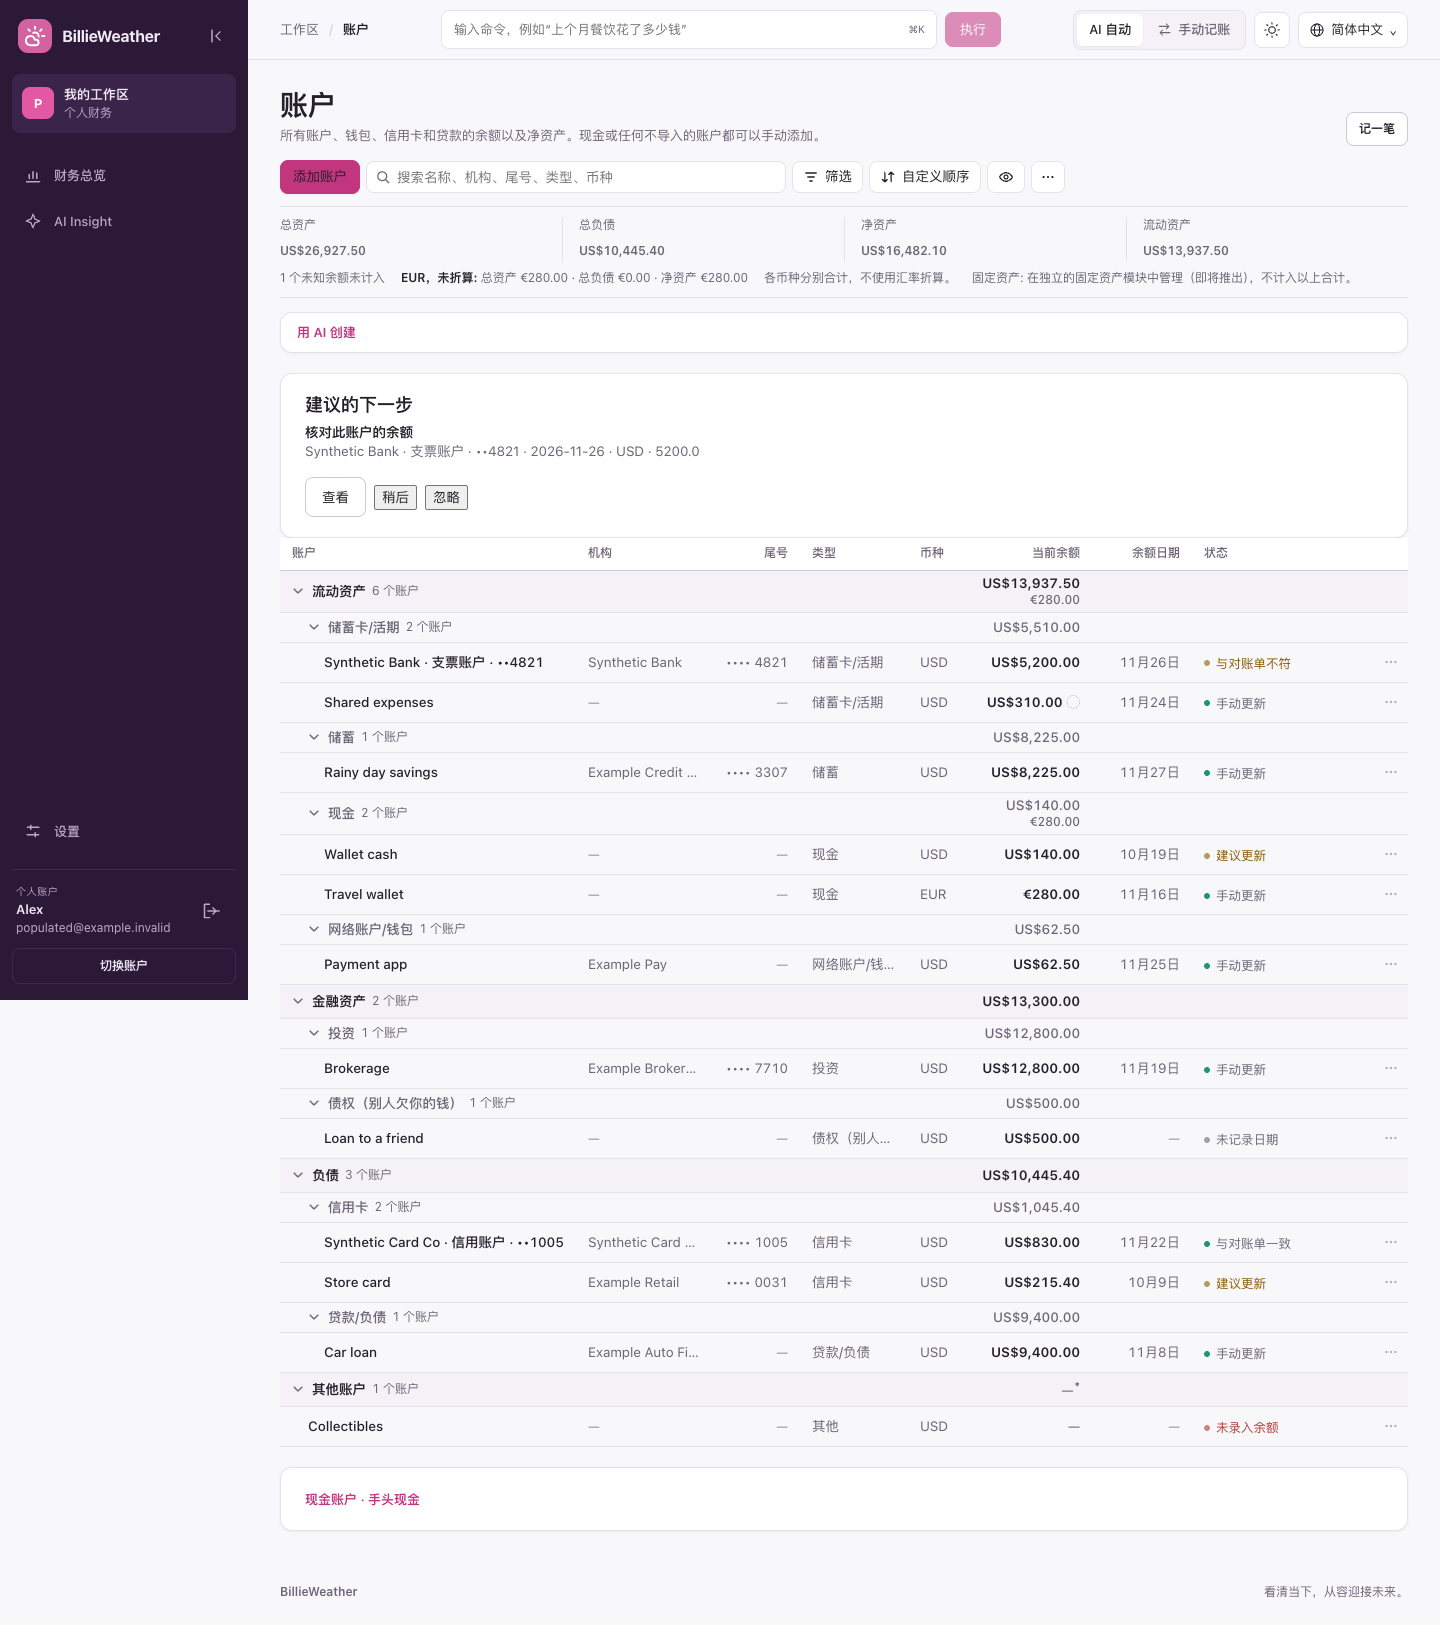 BillieWeather
P
我的工作区
个人财务
财务总览
AI Insight
设置
个人账户
Alex
populated@example.invalid
切换账户
工作区 / 账户
输入命令，例如“上个月餐饮花了多少钱” ⌘K
执行
AI 自动
手动记账
简体中文
账户
所有账户、钱包、信用卡和贷款的余额以及净资产。现金或任何不导入的账户都可以手动添加。
记一笔
添加账户
搜索名称、机构、尾号、类型、币种
筛选
自定义顺序
···
总资产 总负债 净资产 流动资产
US$26,927.50 US$10,445.40 US$16,482.10 US$13,937.50
1 个未知余额未计入 EUR，未折算: 总资产 €280.00 · 总负债 €0.00 · 净资产 €280.00 各币种分别合计，不使用汇率折算。 固定资产: 在独立的固定资产模块中管理（即将推出），不计入以上合计。
用 AI 创建
建议的下一步
核对此账户的余额
Synthetic Bank · 支票账户 · ••4821 · 2026-11-26 · USD · 5200.0
查看 稍后 忽略
账户 机构 尾号 类型 币种 当前余额 余额日期 状态
流动资产 6 个账户 US$13,937.50
€280.00
储蓄卡/活期 2 个账户 US$5,510.00
Synthetic Bank · 支票账户 · ••4821 Synthetic Bank •••• 4821 储蓄卡/活期 USD US$5,200.00 11月26日 与对账单不符 ···
Shared expenses — — 储蓄卡/活期 USD US$310.00 11月24日 手动更新 ···
储蓄 1 个账户 US$8,225.00
Rainy day savings Example Credit ... •••• 3307 储蓄 USD US$8,225.00 11月27日 手动更新 ···
现金 2 个账户 US$140.00
€280.00
Wallet cash — — 现金 USD US$140.00 10月19日 建议更新 ···
Travel wallet — — 现金 EUR €280.00 11月16日 手动更新 ···
网络账户/钱包 1 个账户 US$62.50
Payment app Example Pay — 网络账户/钱... USD US$62.50 11月25日 手动更新 ···
金融资产 2 个账户 US$13,300.00
投资 1 个账户 US$12,800.00
Brokerage Example Broker... •••• 7710 投资 USD US$12,800.00 11月19日 手动更新 ···
债权（别人欠你的钱） 1 个账户 US$500.00
Loan to a friend — — 债权（别人... USD US$500.00 — 未记录日期 ···
负债 3 个账户 US$10,445.40
信用卡 2 个账户 US$1,045.40
Synthetic Card Co · 信用账户 · ••1005 Synthetic Card ... •••• 1005 信用卡 USD US$830.00 11月22日 与对账单一致 ···
Store card Example Retail •••• 0031 信用卡 USD US$215.40 10月9日 建议更新 ···
贷款/负债 1 个账户 US$9,400.00
Car loan Example Auto Fi... — 贷款/负债 USD US$9,400.00 11月8日 手动更新 ···
其他账户 1 个账户 —*
Collectibles — — 其他 USD — — 未录入余额 ···
现金账户 · 手头现金
BillieWeather
看清当下，从容迎接未来。